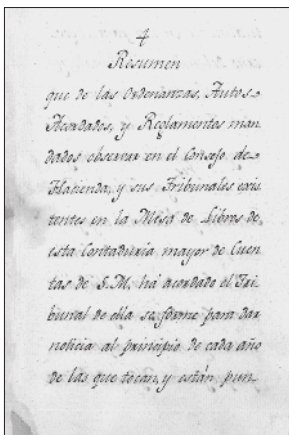 4
Resumen
que de las Ordenanzas, Autos
Acordados, y Reglamentos man
dados observar en el Consejo de
Hacienda, y sus Tribunales exis
tentes en la Mesa de Libros de
esta Contaduria mayor de Cuen
tas de S.M. há acordado el Tri
bunal de ella se forme para dar
noticia al principio de cada año
de las que tocan, y están pun-